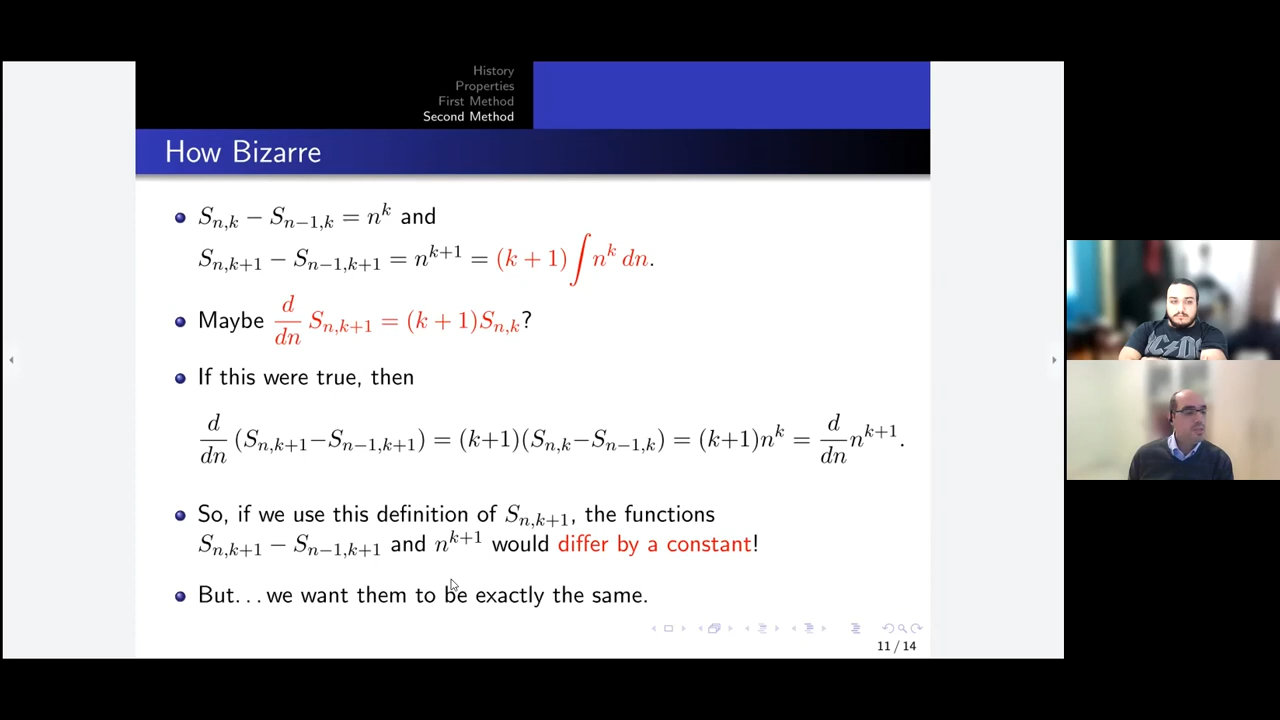 History
Properties
First Method
Second Method
How Bizarre
S_{n,k} − S_{n−1,k} = n^k and
S_{n,k+1} − S_{n−1,k+1} = n^{k+1} = (k + 1) ∫ n^k dn.
Maybe d/dn S_{n,k+1} = (k + 1)S_{n,k}?
If this were true, then
d/dn (S_{n,k+1}−S_{n−1,k+1}) = (k+1)(S_{n,k}−S_{n−1,k}) = (k+1)n^k = d/dn n^{k+1}.
So, if we use this definition of S_{n,k+1}, the functions
S_{n,k+1} − S_{n−1,k+1} and n^{k+1} would differ by a constant!
But. . . we want them to be exactly the same.
11 / 14